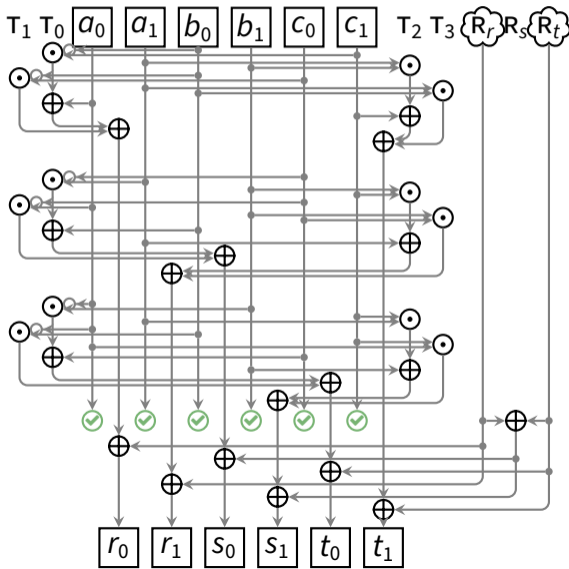 T₁ T₀ a₀ a₁ b₀ b₁ c₀ c₁ T₂ T₃ Rᵣ Rₛ Rₜ
r₀ r₁ s₀ s₁ t₀ t₁